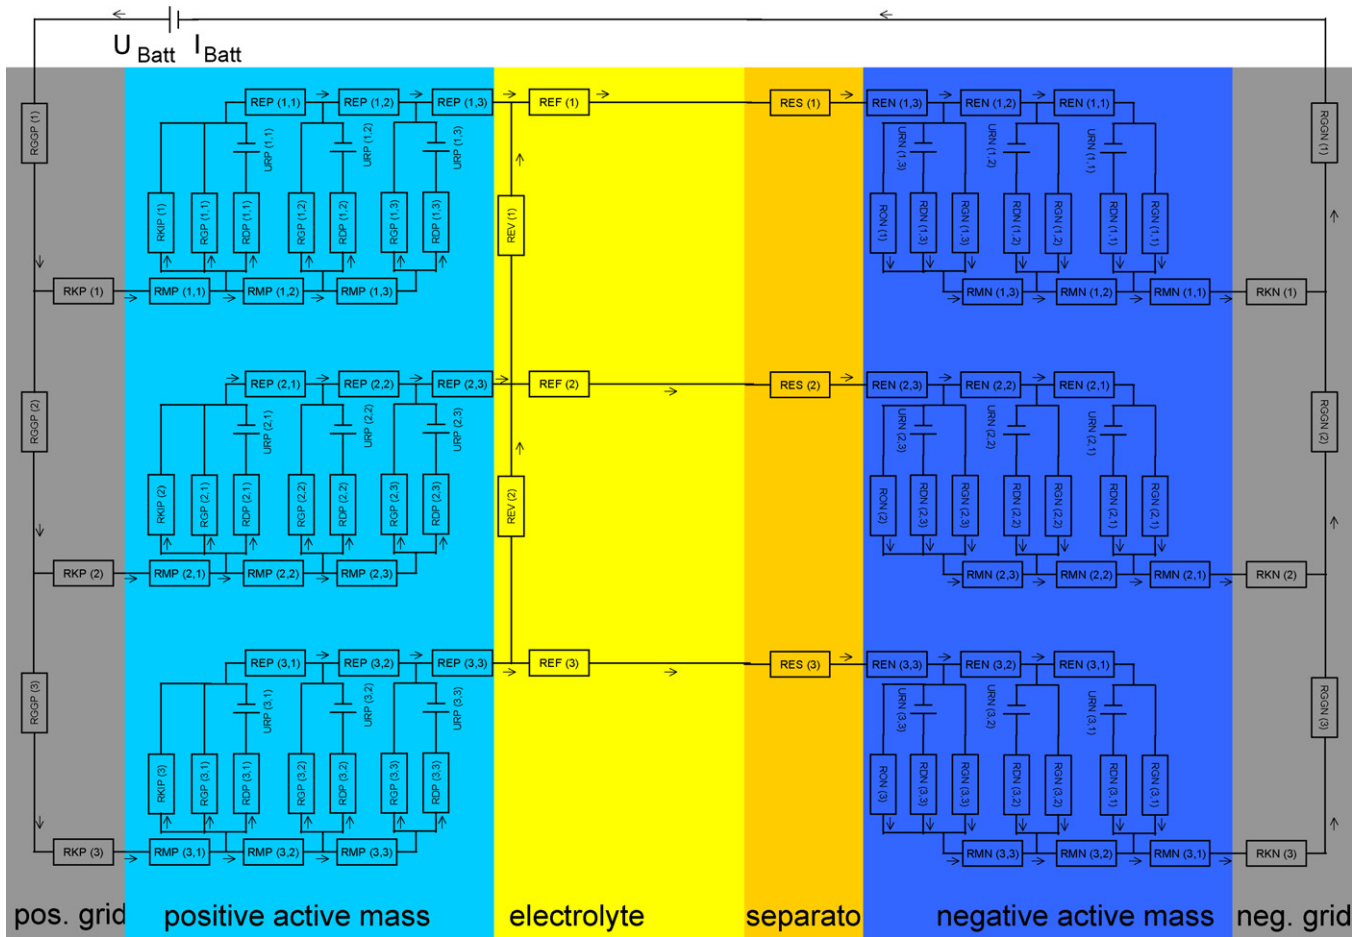 U Batt I Batt
RGGP (1)
REP (1,1) REP (1,2) REP (1,3) REF (1) RES (1) REN (1,3) REN (1,2) REN (1,1)
RGGN (1)
URP (1,1) URP (1,2) URP (1,3) URN (1,3) URN (1,2) URN (1,1)
RKIP (1) RGP (1,1) RDP (1,1) RGP (1,2) RDP (1,2) RGP (1,3) RDP (1,3) REV (1) RON (1) RDN (1,3) RGN (1,3) RDN (1,2) RGN (1,2) RDN (1,1) RGN (1,1)
RKP (1) RMP (1,1) RMP (1,2) RMP (1,3) RMN (1,3) RMN (1,2) RMN (1,1) RKN (1)
REP (2,1) REP (2,2) REP (2,3) REF (2) RES (2) REN (2,3) REN (2,2) REN (2,1)
RGGP (2) URP (2,1) URP (2,2) URP (2,3) URN (2,3) URN (2,2) URN (2,1) RGGN (2)
RKIP (2) RGP (2,1) RDP (2,1) RGP (2,2) RDP (2,2) RGP (2,3) RDP (2,3) REV (2) RON (2) RDN (2,3) RGN (2,3) RDN (2,2) RGN (2,2) RDN (2,1) RGN (2,1)
RKP (2) RMP (2,1) RMP (2,2) RMP (2,3) RMN (2,3) RMN (2,2) RMN (2,1) RKN (2)
REP (3,1) REP (3,2) REP (3,3) REF (3) RES (3) REN (3,3) REN (3,2) REN (3,1)
RGGP (3) URP (3,1) URP (3,2) URP (3,3) URN (3,3) URN (3,2) URN (3,1) RGGN (3)
RKIP (3) RGP (3,1) RDP (3,1) RGP (3,2) RDP (3,2) RGP (3,3) RDP (3,3) RON (3) RDN (3,3) RGN (3,3) RDN (3,2) RGN (3,2) RDN (3,1) RGN (3,1)
RKP (3) RMP (3,1) RMP (3,2) RMP (3,3) RMN (3,3) RMN (3,2) RMN (3,1) RKN (3)
pos. grid positive active mass electrolyte separato negative active mass neg. grid